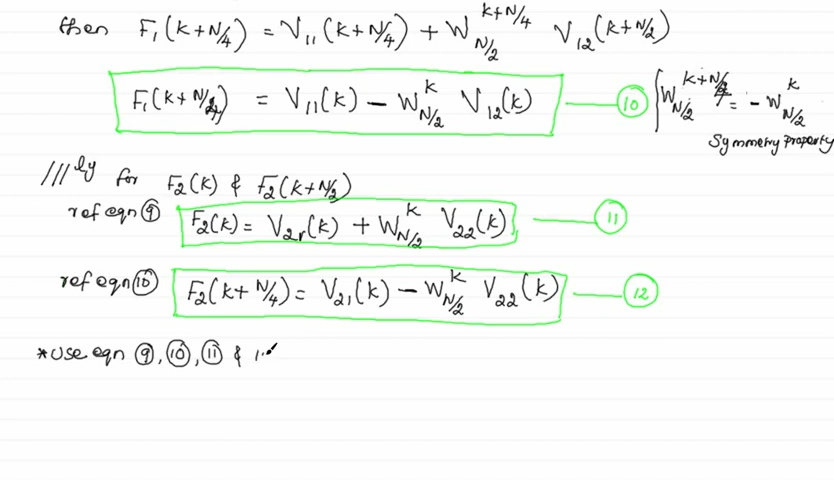 then F₁(k+N/4) = V₁₁(k+N/4) + W_{N/2}^{k+N/4} V₁₂(k+N/2)
F₁(k+N/4) = V₁₁(k) - W_{N/2}^{k} V₁₂(k) — ⑩ { W_{N/2}^{k+N/4} = -W_{N/2}^{k}
Symmetry property
///ly for F₂(k) & F₂(k+N/2)
ref eqn ⑨ F₂(k) = V₂r(k) + W_{N/2}^{k} V₂₂(k) — ⑪
ref eqn ⑩ F₂(k+N/4) = V₂₁(k) - W_{N/2}^{k} V₂₂(k) — ⑫
*use eqn ⑨, ⑩, ⑪ &